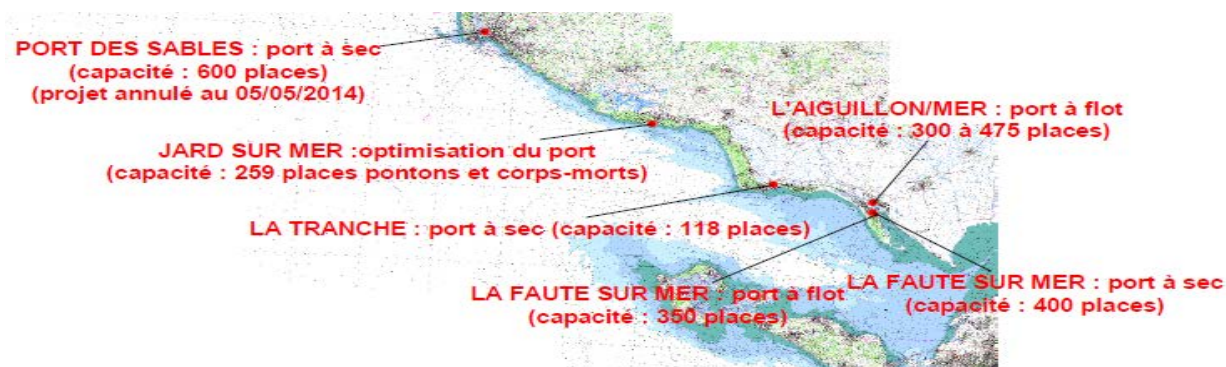 PORT DES SABLES : port à sec
(capacité : 600 places)
(projet annulé au 05/05/2014)
L'AIGUILLON/MER : port à flot
(capacité : 300 à 475 places)
JARD SUR MER :optimisation du port
(capacité : 259 places pontons et corps-morts)
LA TRANCHE : port à sec (capacité : 118 places)
LA FAUTE SUR MER : port à flot
(capacité : 350 places)
LA FAUTE SUR MER : port à sec
(capacité : 400 places)